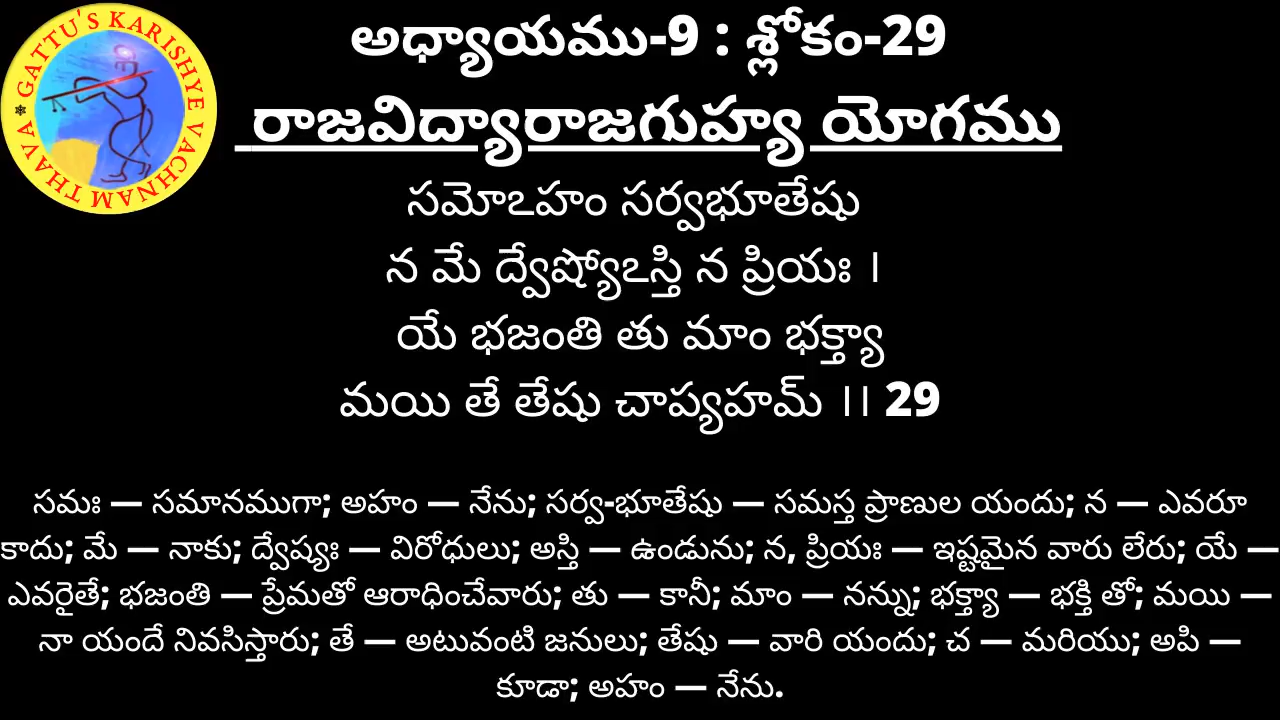 GATTU'S KARISHYE VACHNAM THAVA
అధ్యాయము-9 : శ్లోకం-29
రాజవిద్యారాజగుహ్య యోగము
సమోఽహం సర్వభూతేషు
న మే ద్వేష్యోఽస్తి న ప్రియః ।
యే భజంతి తు మాం భక్త్యా
మయి తే తేషు చాప్యహమ్ ।। 29
సమః — సమానముగా; అహం — నేను; సర్వ-భూతేషు — సమస్త ప్రాణుల యందు; న — ఎవరూ
కాదు; మే — నాకు; ద్వేష్యః — విరోధులు; అస్తి — ఉండును; న, ప్రియః — ఇష్టమైన వారు లేరు; యే —
ఎవరైతే; భజంతి — ప్రేమతో ఆరాధించేవారు; తు — కానీ; మాం — నన్ను; భక్త్యా — భక్తి తో; మయి —
నా యందే నివసిస్తారు; తే — అటువంటి జనులు; తేషు — వారి యందు; చ — మరియు; అపి —
కూడా; అహం — నేను.